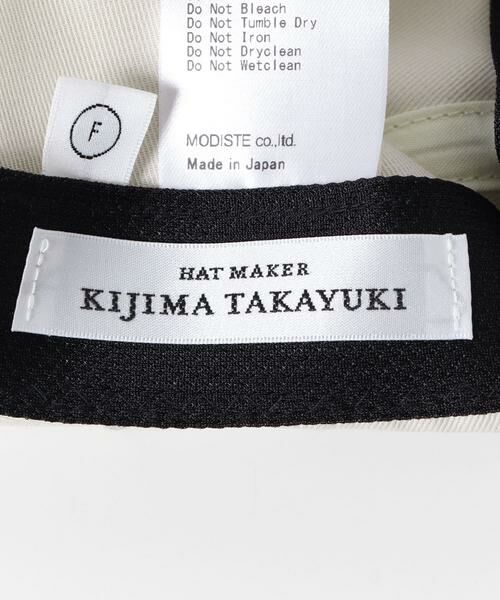 Do Not Bleach
Do Not Tumble Dry
Do Not Iron
Do Not Dryclean
Do Not Wetclean
F
MODISTE co.,ltd.
Made in Japan
HAT MAKER
KIJIMA TAKAYUKI